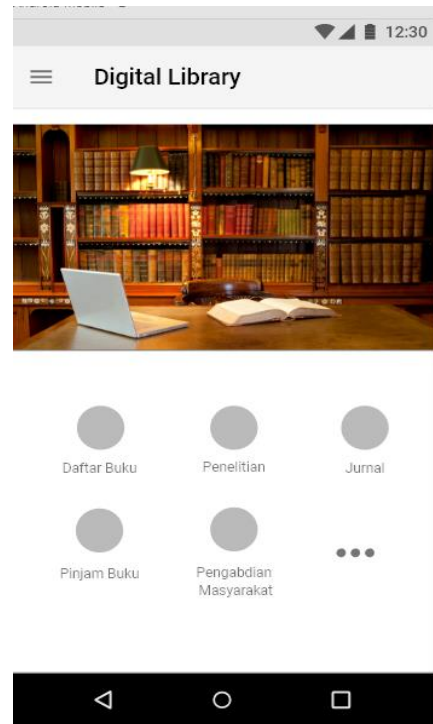 12:30
Digital Library
Daftar Buku
Penelitian
Jurnal
Pinjam Buku
Pengabdian
Masyarakat